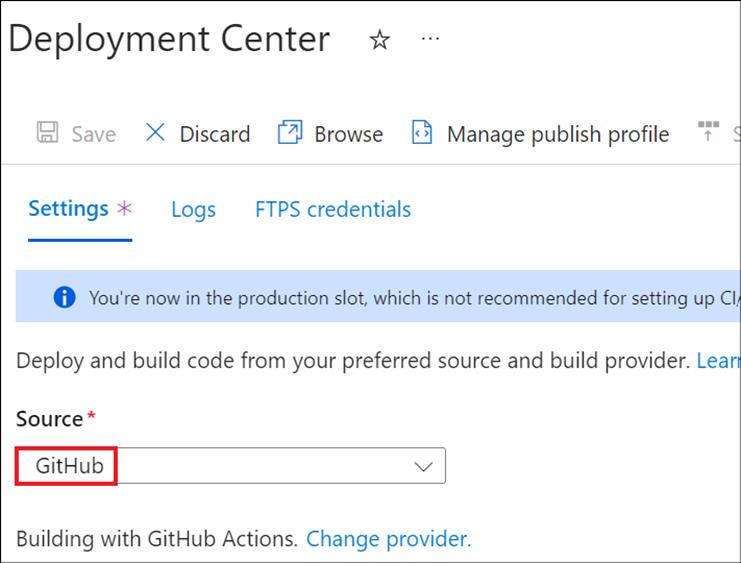 Deployment Center
Save Discard Browse Manage publish profile
Settings * Logs FTPS credentials
You're now in the production slot, which is not recommended for setting up CI/
Deploy and build code from your preferred source and build provider. Lear
Source*
GitHub
Building with GitHub Actions. Change provider.